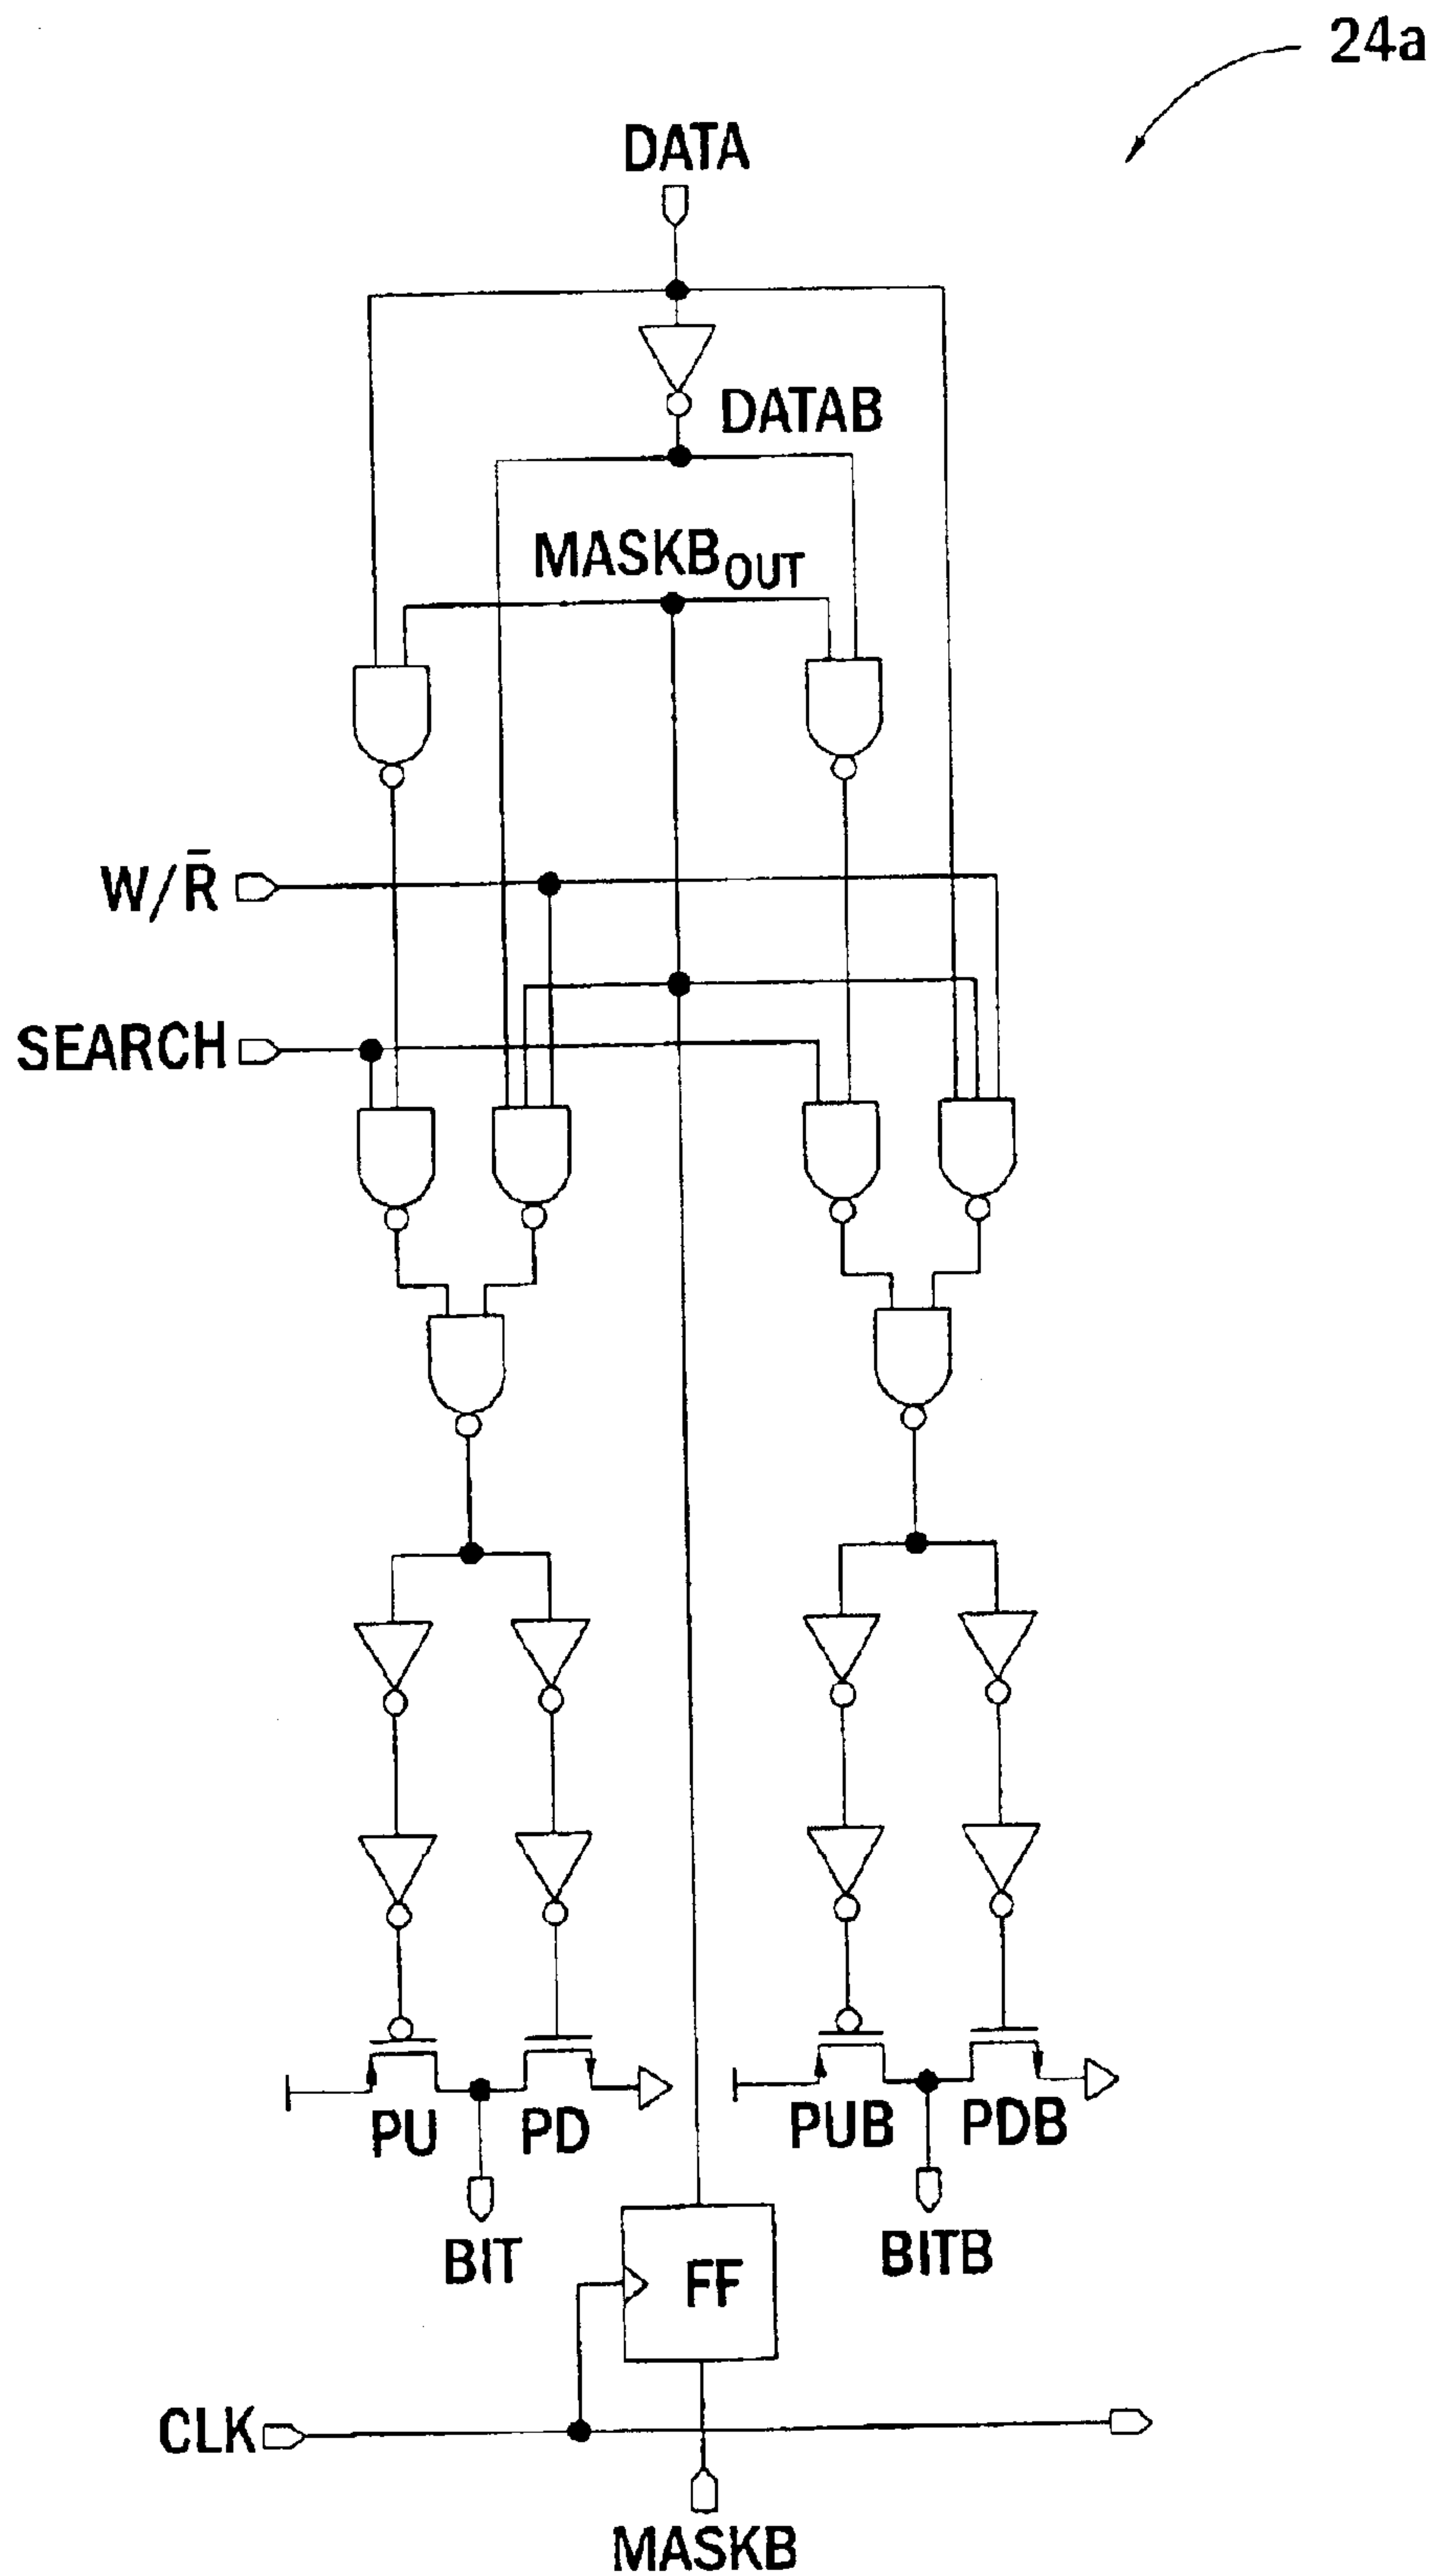 24a
DATA
DATAB
MASKB_OUT
W/R̄
SEARCH
PU
PD
PUB
PDB
BIT
BITB
FF
CLK
MASKB